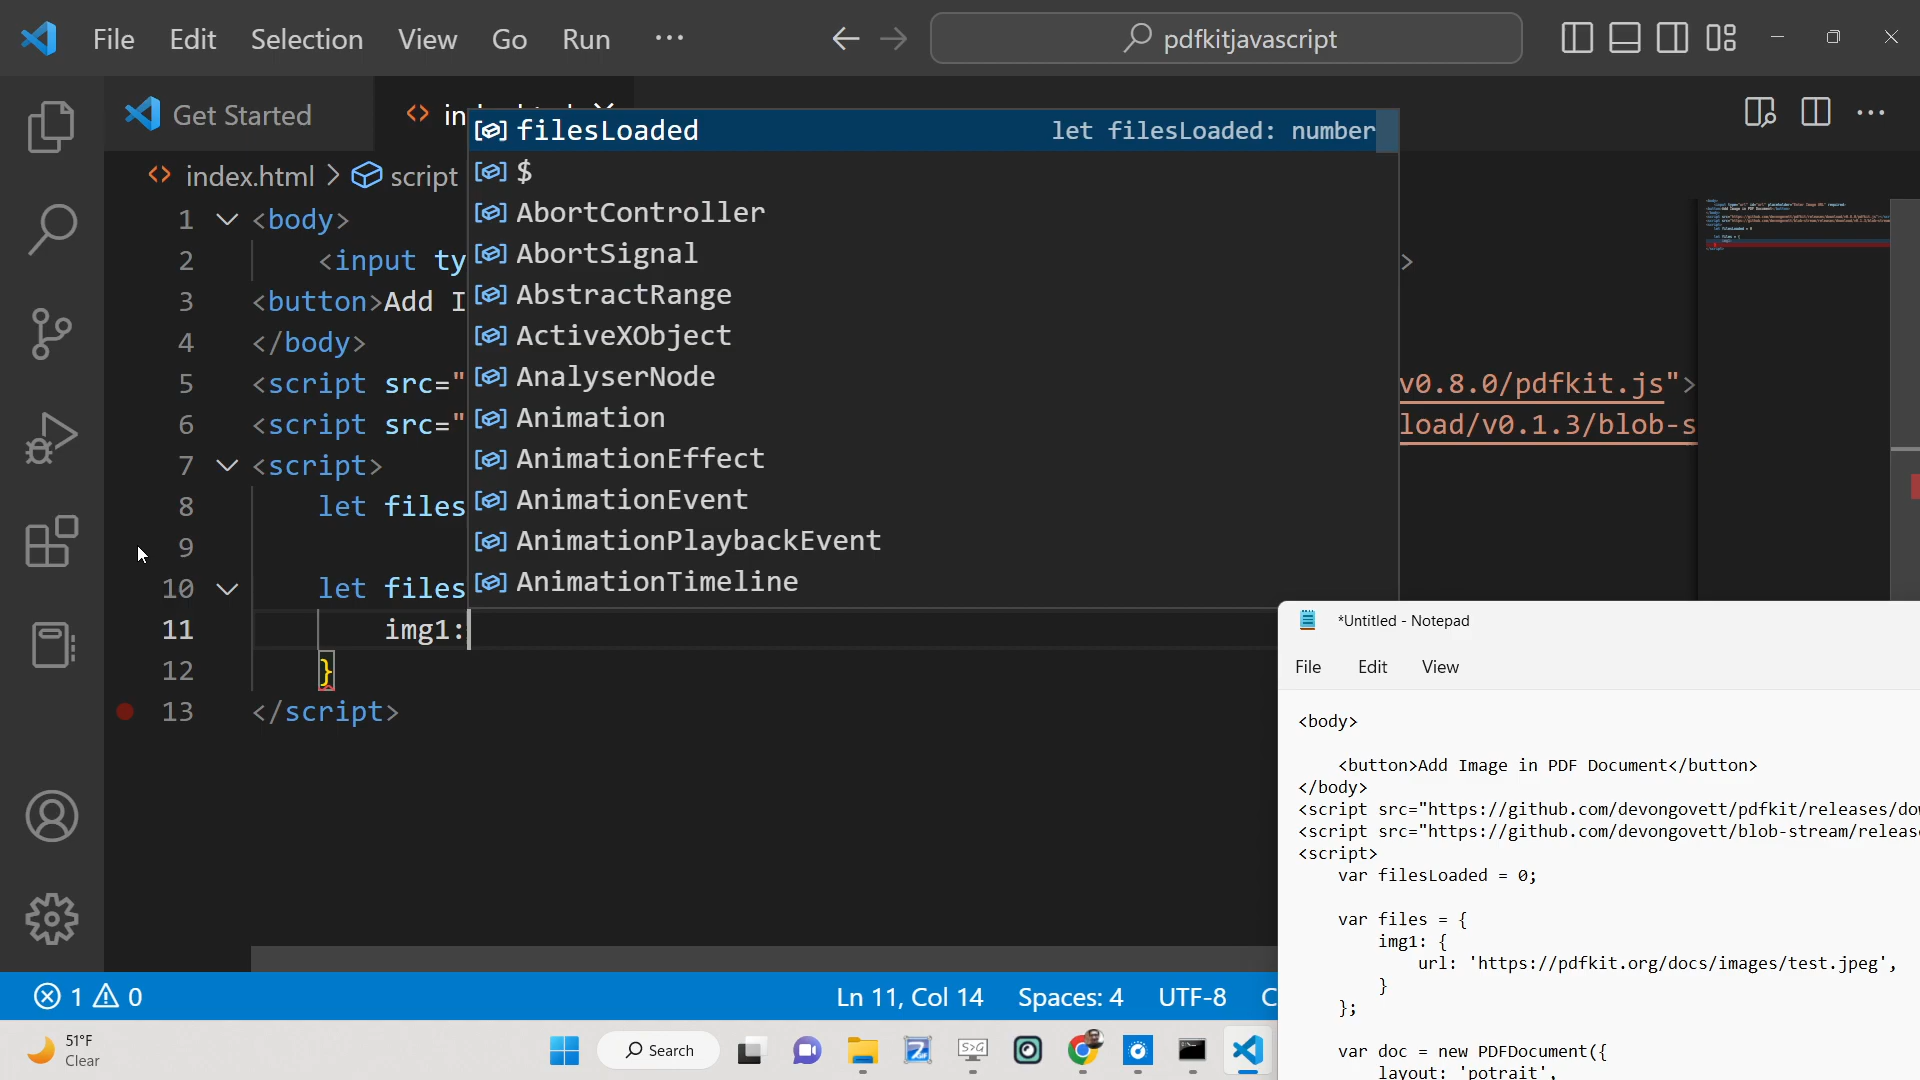 File Edit Selection View Go Run ···
pdfkitjavascript
Get Started
filesLoaded let filesLoaded: number
$
AbortController
AbortSignal
AbstractRange
ActiveXObject
AnalyserNode
Animation
AnimationEffect
AnimationEvent
AnimationPlaybackEvent
AnimationTimeline
index.html > script
1 <body>
2 <input ty >
3 <button>Add I
4 </body>
5 <script src=" v0.8.0/pdfkit.js">
6 <script src=" load/v0.1.3/blob-s
7 <script>
8 let files
9
10 let files
11 img1:
12 }
13 </script>
*Untitled - Notepad
File Edit View
<body>
<button>Add Image in PDF Document</button>
</body>
<script src="https://github.com/devongovett/pdfkit/releases/do
<script src="https://github.com/devongovett/blob-stream/releas
<script>
var filesLoaded = 0;
var files = {
img1: {
url: 'https://pdfkit.org/docs/images/test.jpeg',
}
};
var doc = new PDFDocument({
layout: 'potrait',
1 0
Ln 11, Col 14 Spaces: 4 UTF-8 C
51°F
Clear
Search